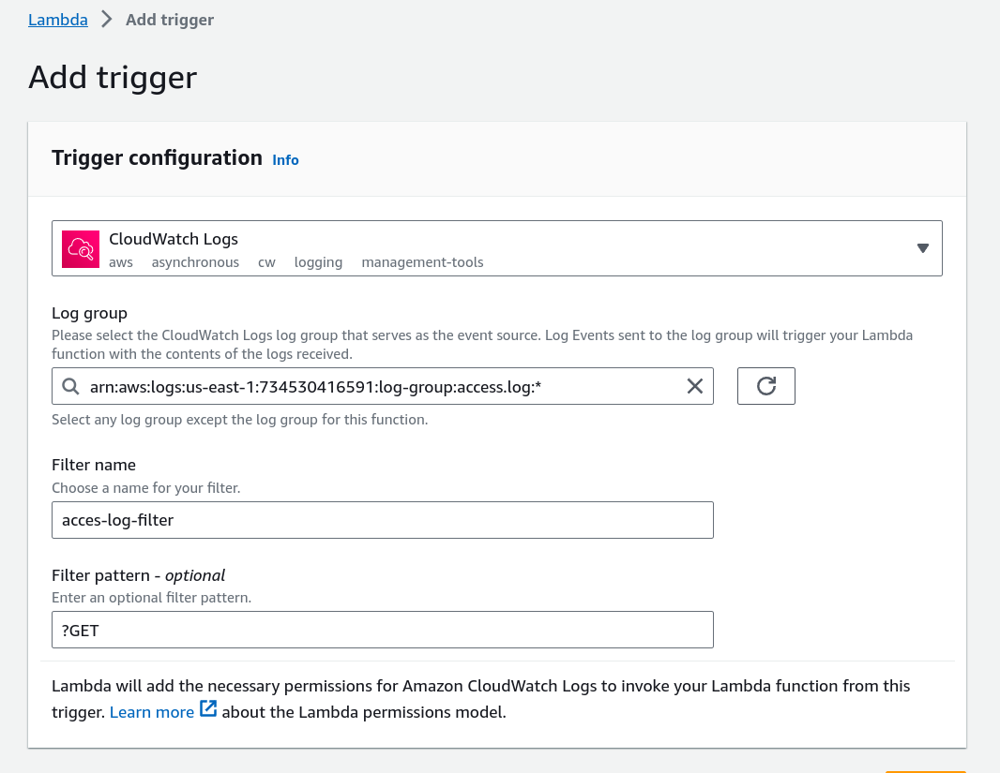 Lambda > Add trigger
Add trigger
Trigger configuration Info
CloudWatch Logs
aws asynchronous cw logging management-tools
Log group
Please select the CloudWatch Logs log group that serves as the event source. Log Events sent to the log group will trigger your Lambda
function with the contents of the logs received.
arn:aws:logs:us-east-1:734530416591:log-group:access.log:*
Select any log group except the log group for this function.
Filter name
Choose a name for your filter.
acces-log-filter
Filter pattern - optional
Enter an optional filter pattern.
?GET
Lambda will add the necessary permissions for Amazon CloudWatch Logs to invoke your Lambda function from this
trigger. Learn more about the Lambda permissions model.